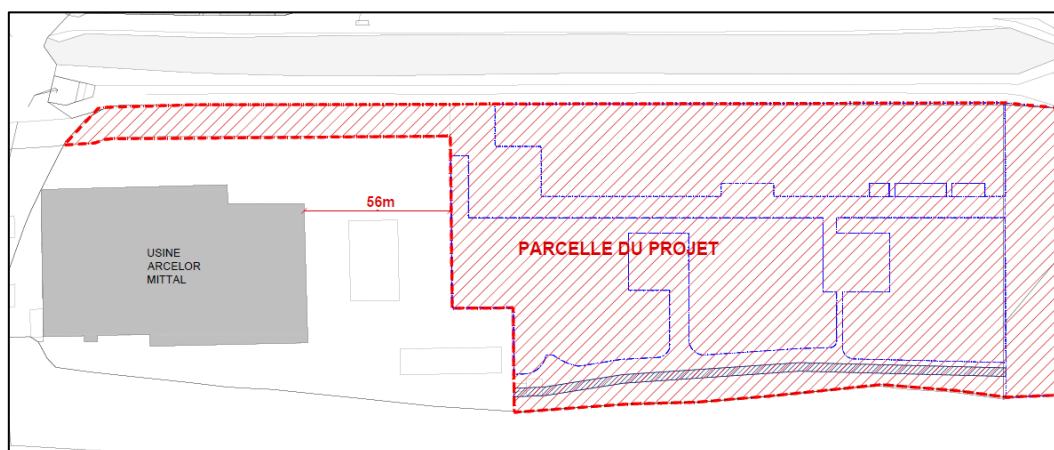 56m
PARCELLE DU PROJET
USINE
ARCELOR
MITTAL